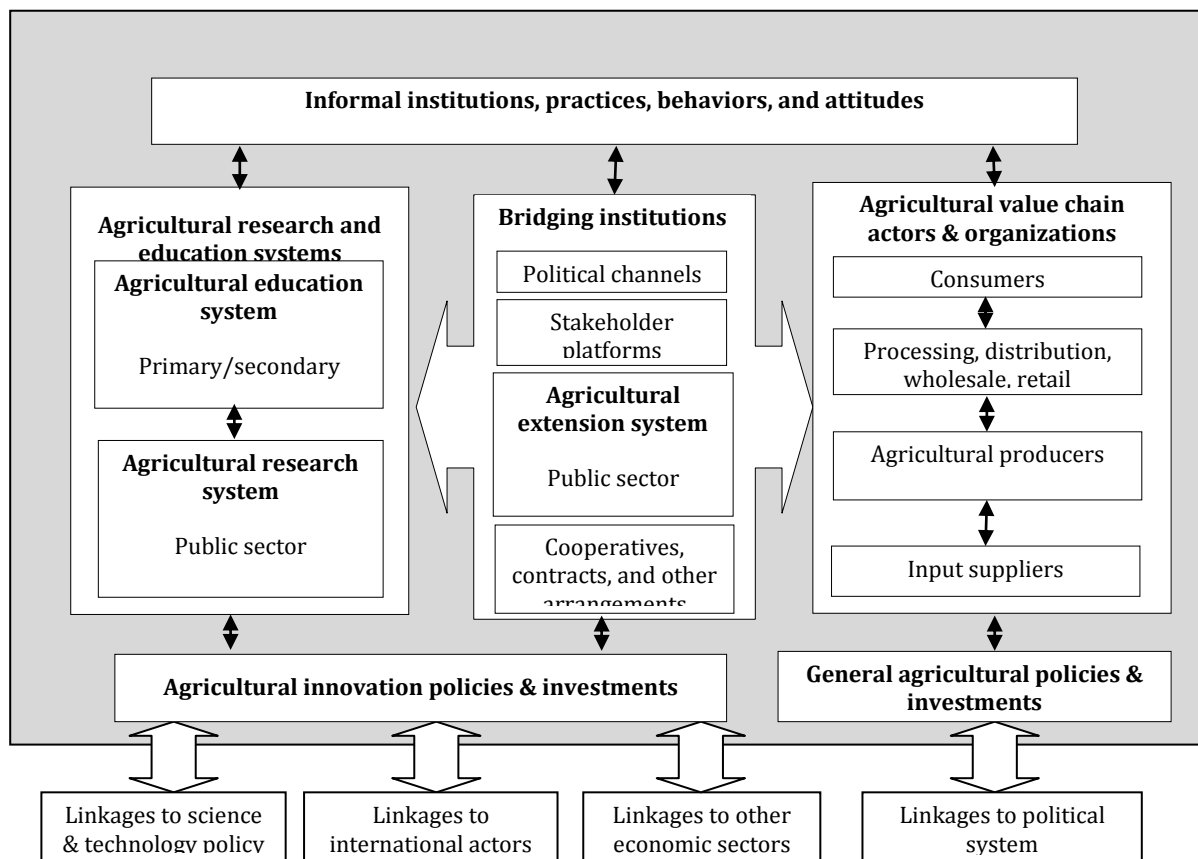 Informal institutions, practices, behaviors, and attitudes
Agricultural research and
education systems
Agricultural education
system
Primary/secondary
Agricultural research
system
Public sector
Bridging institutions
Political channels
Stakeholder
platforms
Agricultural
extension system
Public sector
Cooperatives,
contracts, and other
arrangements
Agricultural value chain
actors & organizations
Consumers
Processing, distribution,
wholesale, retail
Agricultural producers
Input suppliers
Agricultural innovation policies & investments
General agricultural policies &
investments
Linkages to science
& technology policy
Linkages to
international actors
Linkages to other
economic sectors
Linkages to political
system